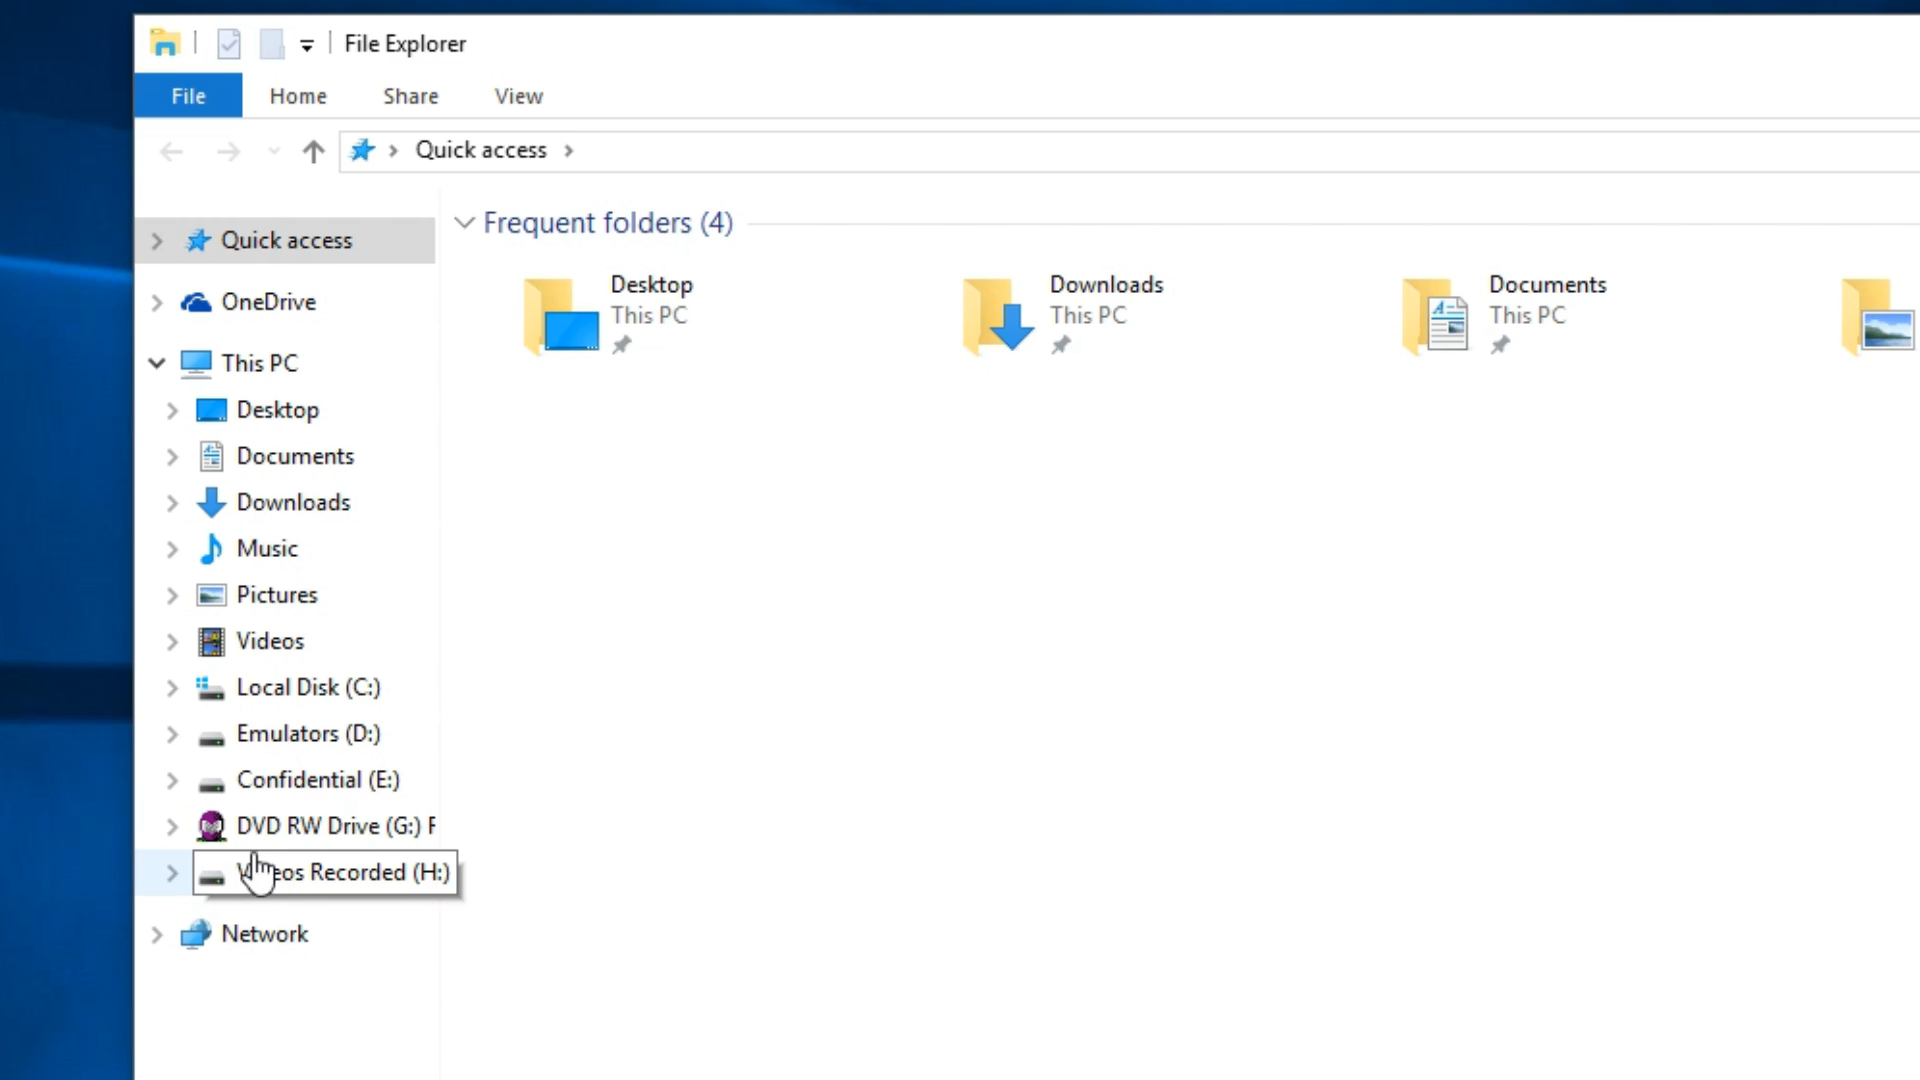 File Explorer
File Home Share View
Quick access
Quick access
OneDrive
This PC
Desktop
Documents
Downloads
Music
Pictures
Videos
Local Disk (C:)
Emulators (D:)
Confidential (E:)
DVD RW Drive (G:) F
Videos Recorded (H:)
Network
Frequent folders (4)
Desktop
This PC
Downloads
This PC
Documents
This PC